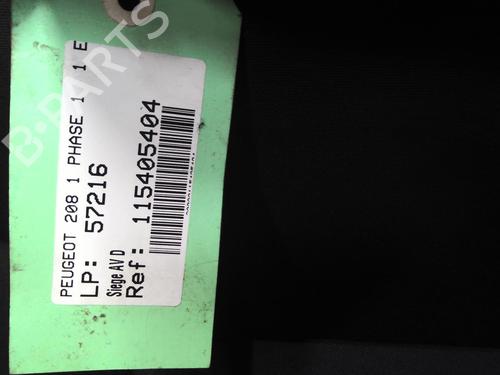 PEUGEOT 208 1 PHASE 1 1 E
LP: 57216
Siege AV D
Ref: 115405404
B-PARTS